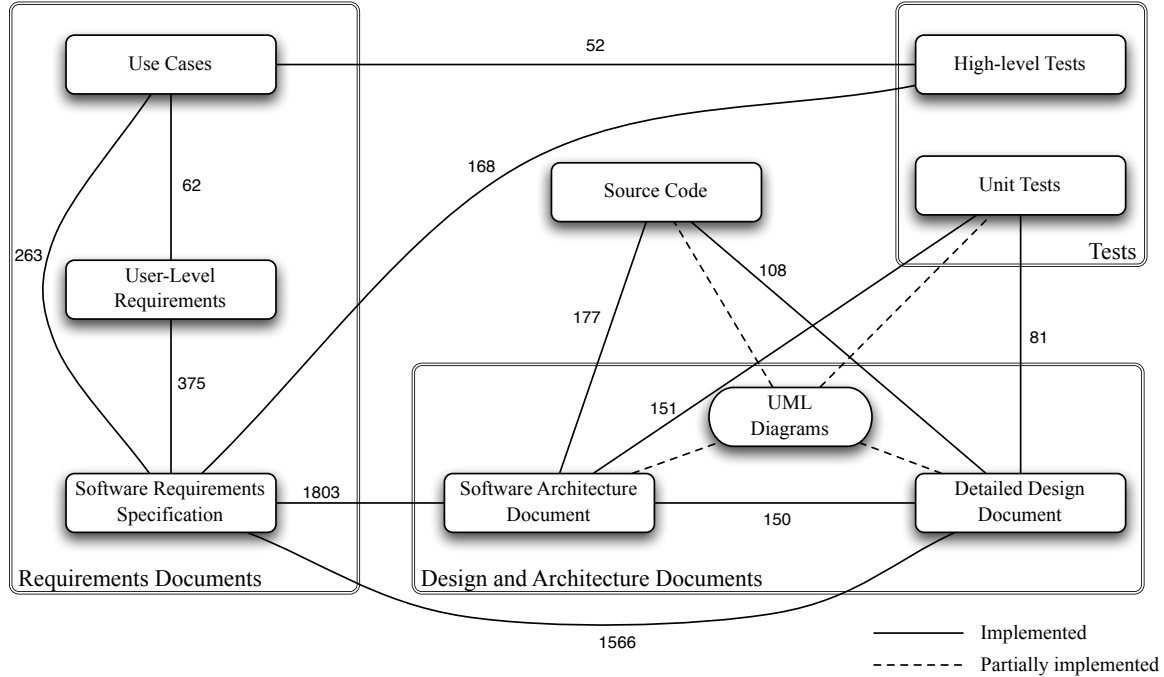 52
Use Cases
High-level Tests
168
62
Source Code
Unit Tests
263
Tests
User-Level
Requirements
108
177
81
375
151
UML
Diagrams
Software Requirements
Specification
1803
Software Architecture
Document
150
Detailed Design
Document
Requirements Documents
Design and Architecture Documents
1566
Implemented
Partially implemented